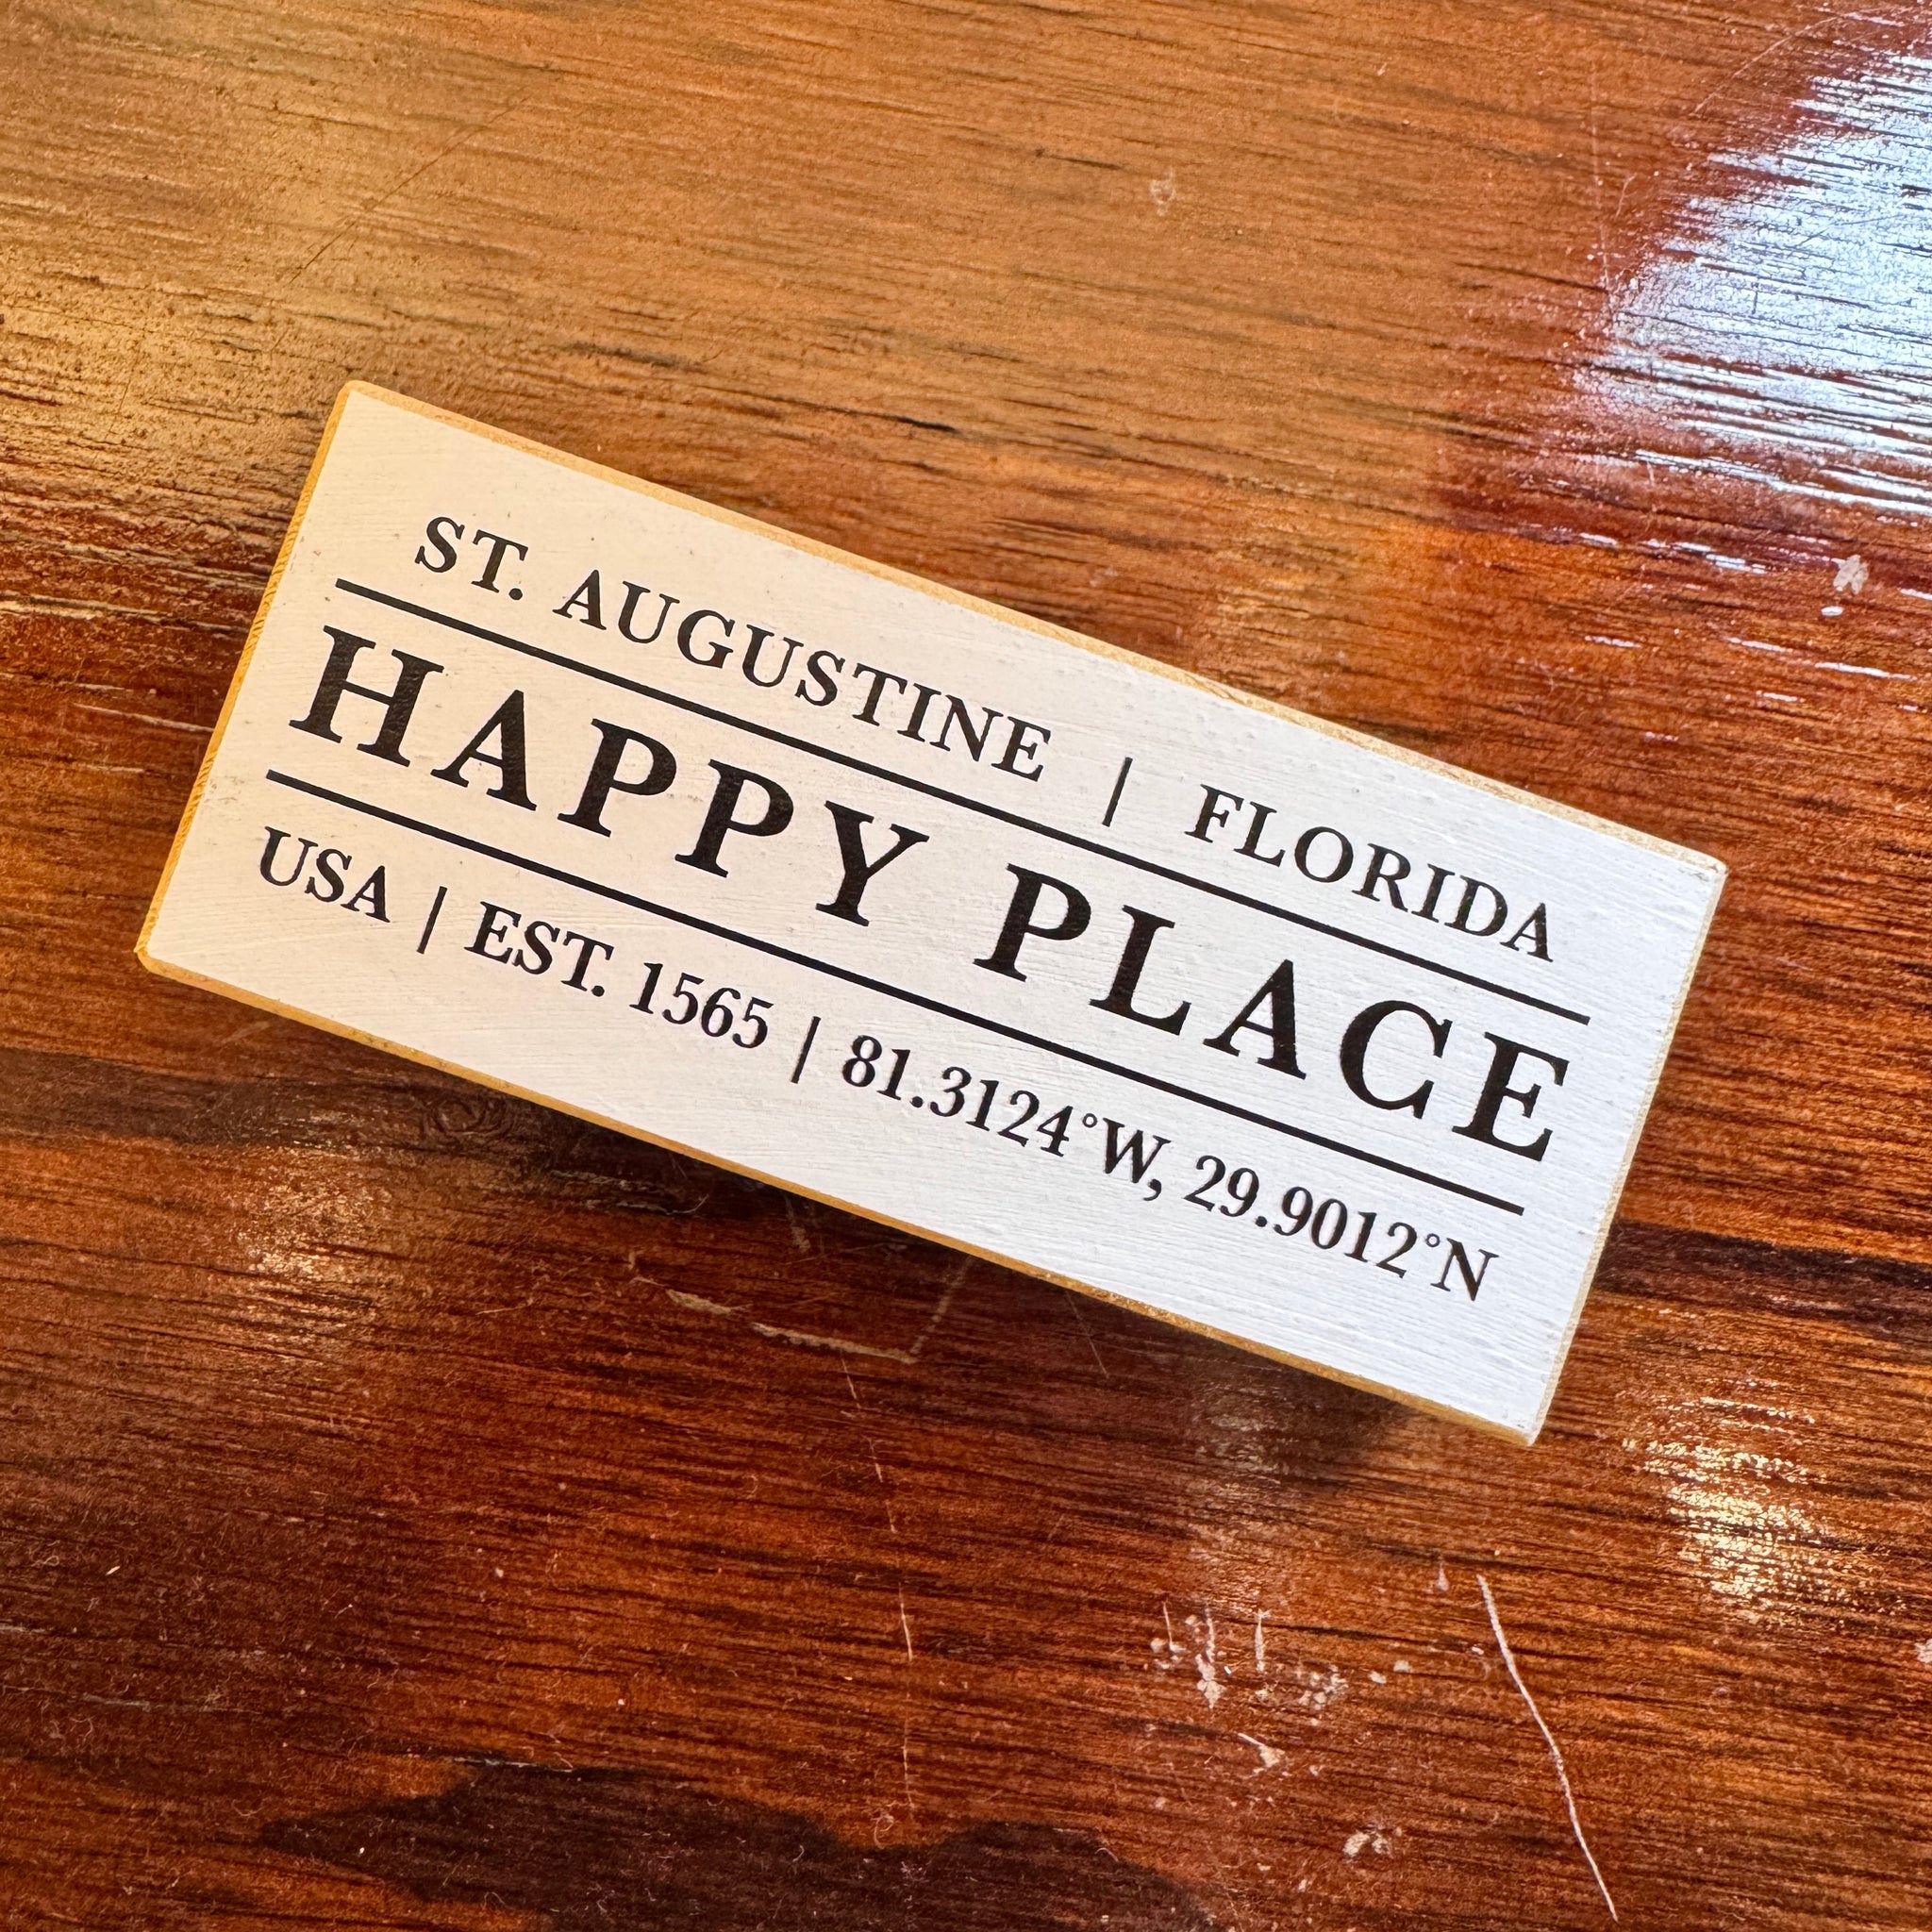 ST. AUGUSTINE | FLORIDA
HAPPY PLACE
USA | EST. 1565 | 81.3124°W, 29.9012°N